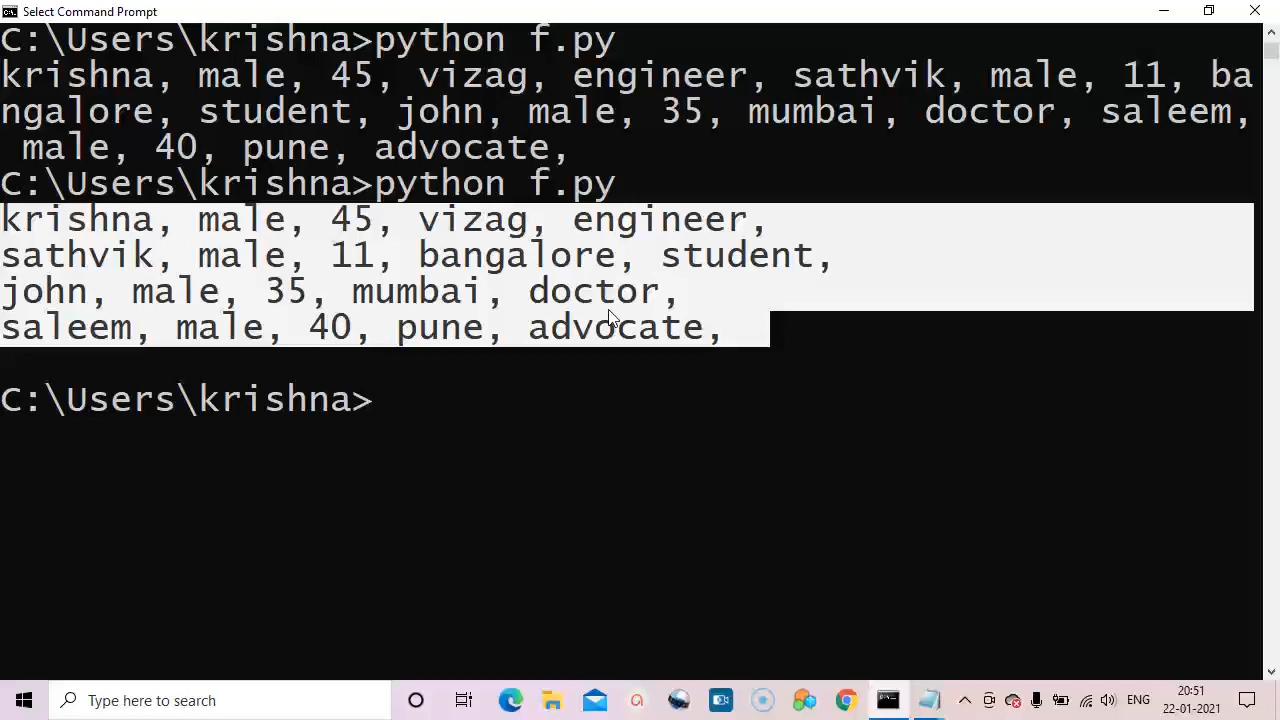 Select Command Prompt
C:\Users\krishna>python f.py
krishna, male, 45, vizag, engineer, sathvik, male, 11, ba
ngalore, student, john, male, 35, mumbai, doctor, saleem,
 male, 40, pune, advocate,
C:\Users\krishna>python f.py
krishna, male, 45, vizag, engineer,
sathvik, male, 11, bangalore, student,
john, male, 35, mumbai, doctor,
saleem, male, 40, pune, advocate,
C:\Users\krishna>
Type here to search
ENG
20:51
22-01-2021